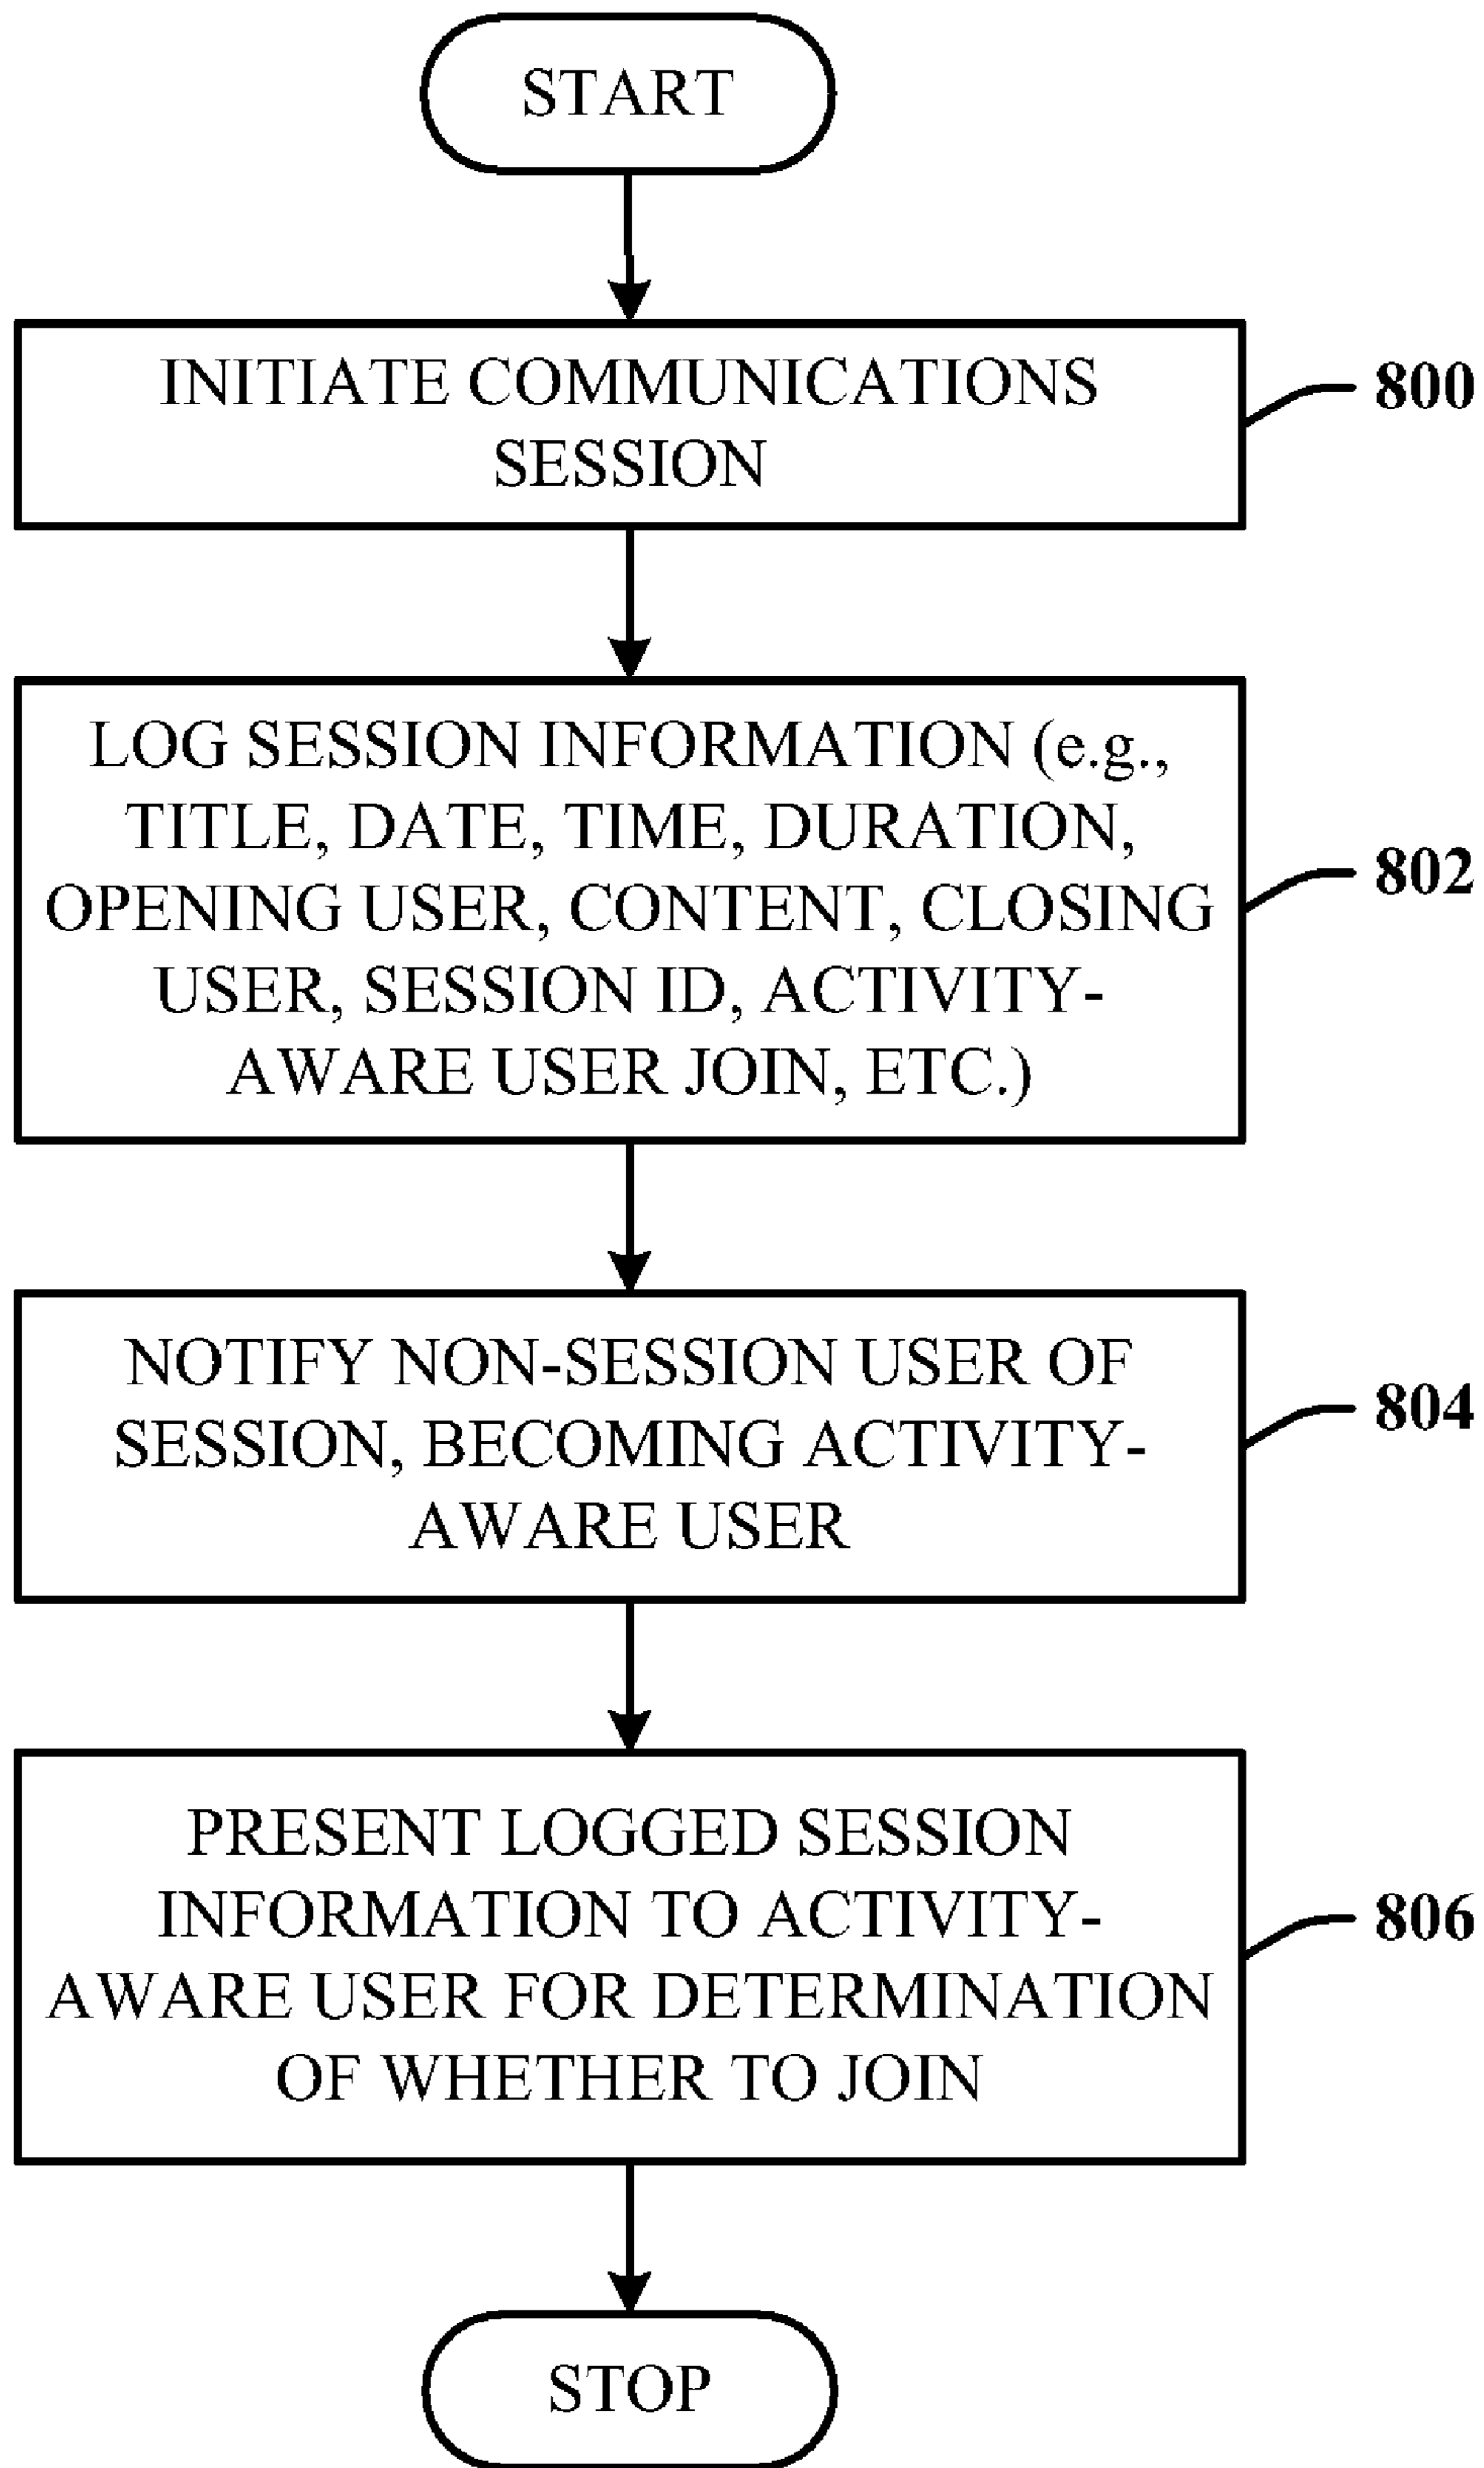 START
INITIATE COMMUNICATIONS
SESSION
800
LOG SESSION INFORMATION (e.g.,
TITLE, DATE, TIME, DURATION,
OPENING USER, CONTENT, CLOSING
USER, SESSION ID, ACTIVITY-
AWARE USER JOIN, ETC.)
802
NOTIFY NON-SESSION USER OF
SESSION, BECOMING ACTIVITY-
AWARE USER
804
PRESENT LOGGED SESSION
INFORMATION TO ACTIVITY-
AWARE USER FOR DETERMINATION
OF WHETHER TO JOIN
806
STOP